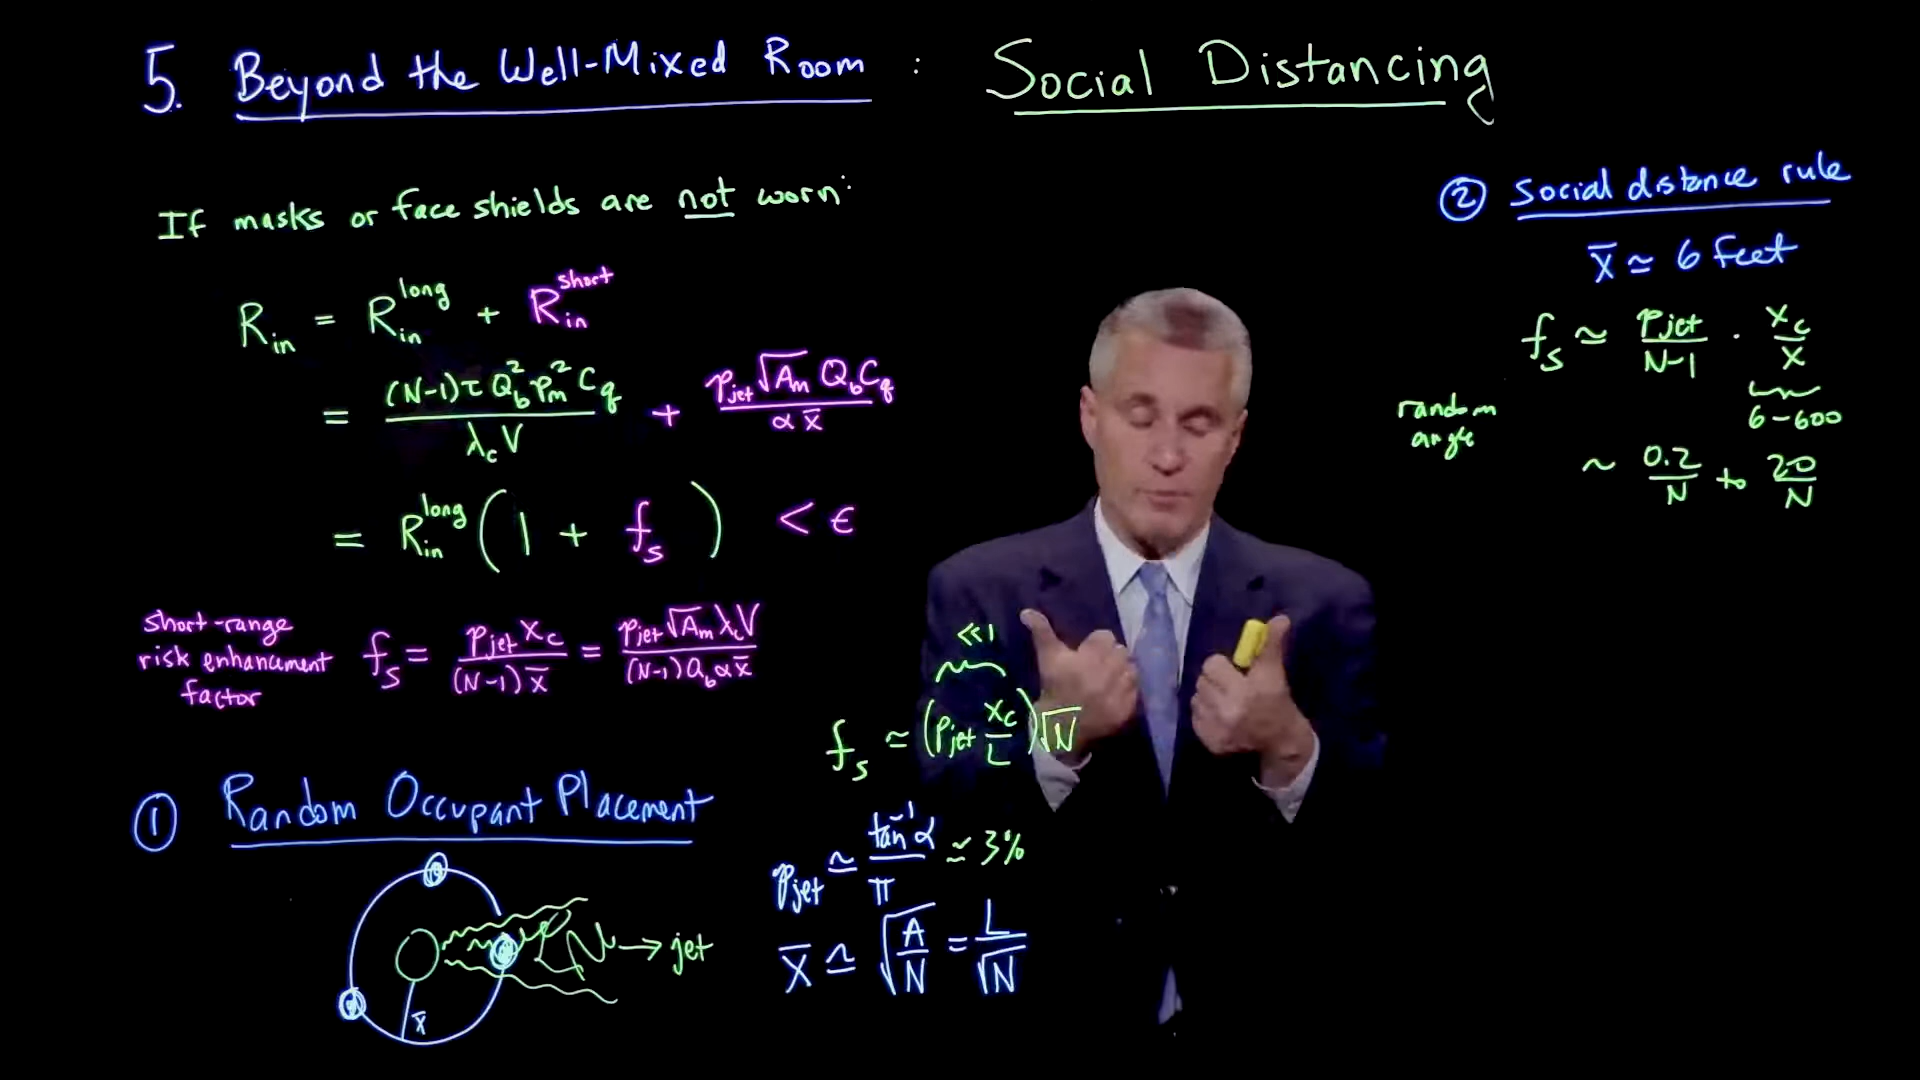 5. Beyond the Well-Mixed Room : Social Distancing
If masks or face shields are not worn:
R_in = R_in^long + R_in^short
= (N-1)τ Q_b^2 p_m^2 C_q / λ_c V + p_jet √A_m Q_b C_q / α x̄
= R_in^long (1 + f_s) < ϵ
short-range
risk enhancement
factor
f_s = p_jet x_c / (N-1) x̄ = p_jet √A_m λ_c V / (N-1) Q_b α x̄
① Random Occupant Placement
x̄
→ jet
<< 1
f_s ≃ (p_jet x_c / L) √N
p_jet ≃ tan^-1 α / π ≃ 3%
x̄ ≃ √(A/N) = L / √N
② Social distance rule
x̄ ≃ 6 feet
f_s ≃ p_jet / N-1 · x_c / x
6-600
random
angle
~ 0.2/N to 20/N